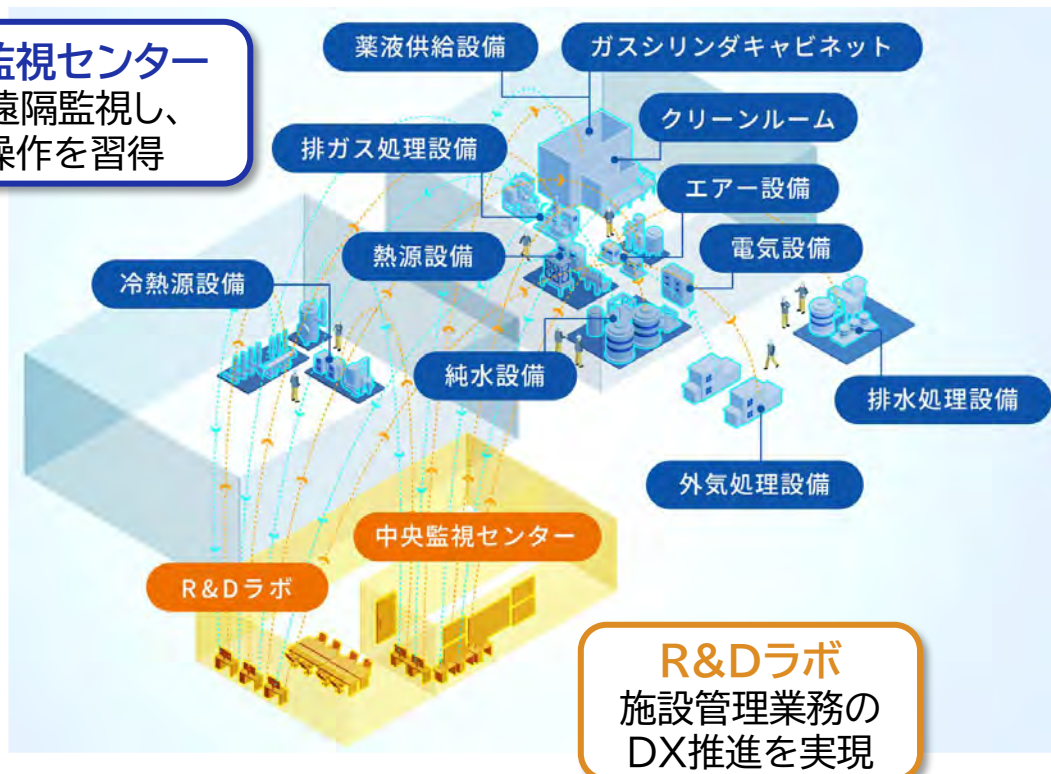 監視センター
遠隔監視し、
操作を習得
薬液供給設備
ガスシリンダキャビネット
クリーンルーム
排ガス処理設備
エアー設備
熱源設備
電気設備
冷熱源設備
純水設備
排水処理設備
外気処理設備
中央監視センター
R&Dラボ
R&Dラボ
施設管理業務の
DX推進を実現